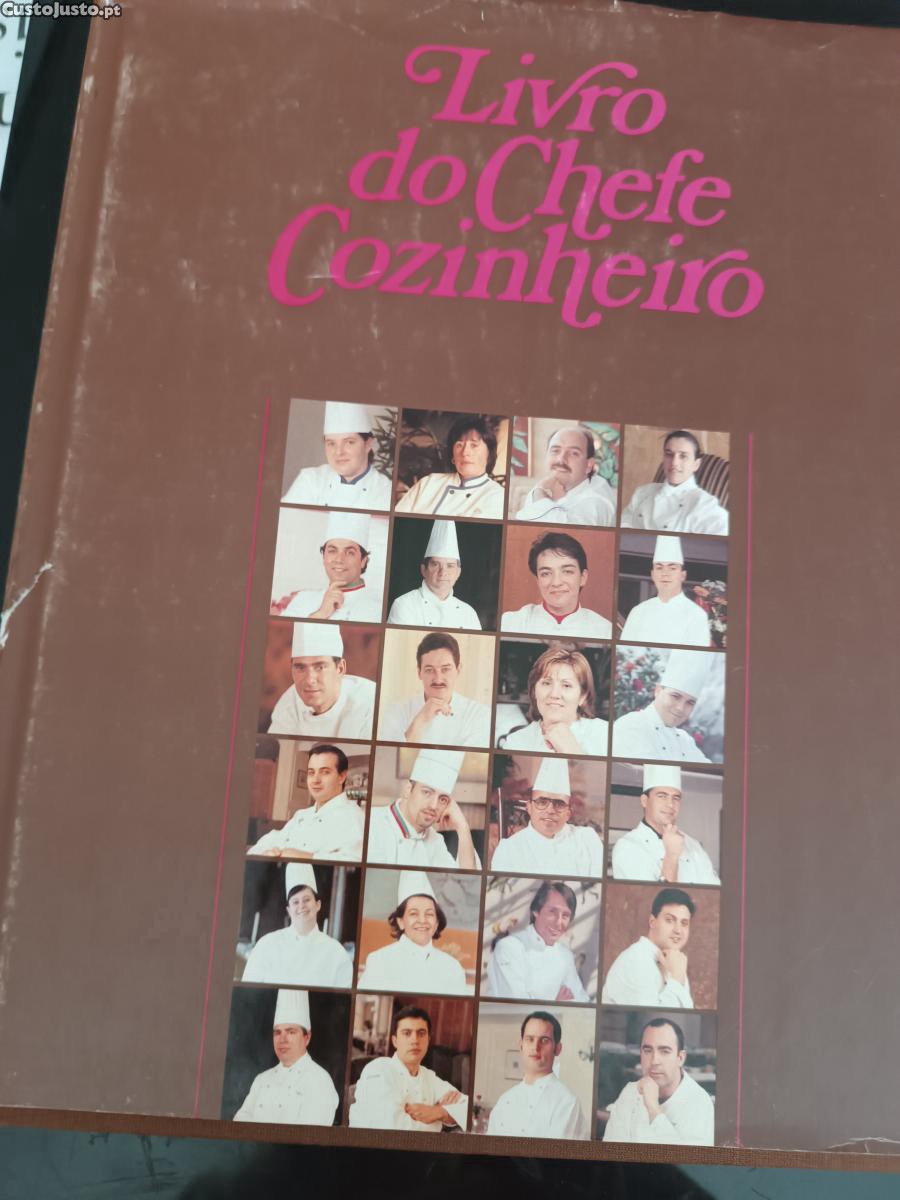 CustoJusto.pt
Livro
do Chefe
Cozinheiro